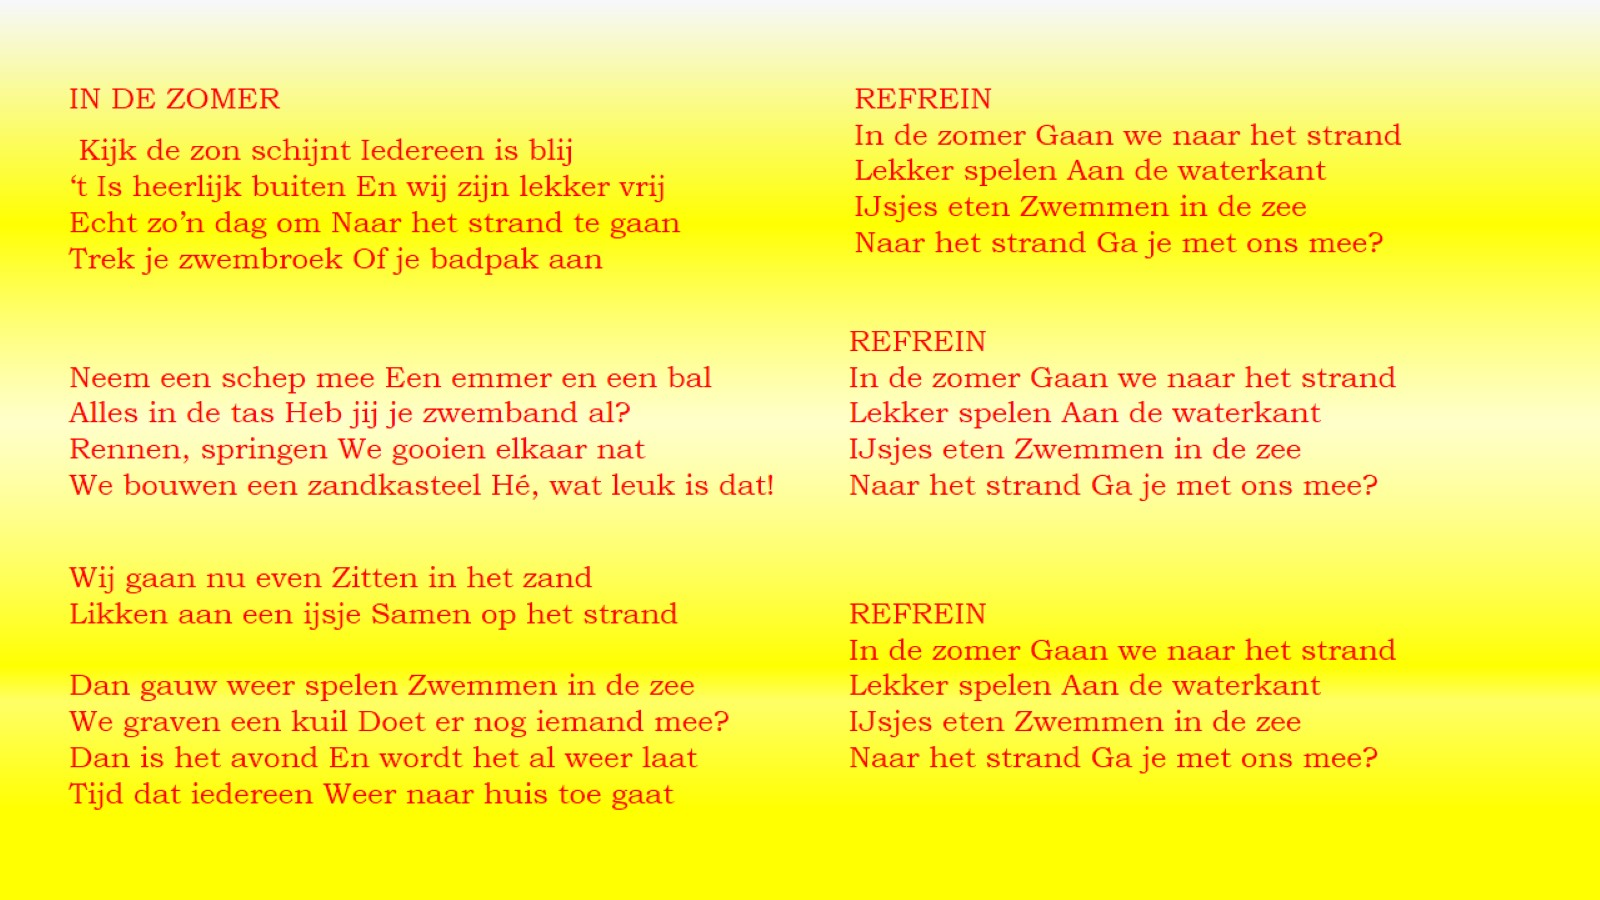 IN DE ZOMER
Kijk de zon schijnt Iedereen is blij
‘t Is heerlijk buiten En wij zijn lekker vrij
Echt zo’n dag om Naar het strand te gaan
Trek je zwembroek Of je badpak aan
REFREIN
In de zomer Gaan we naar het strand
Lekker spelen Aan de waterkant
IJsjes eten Zwemmen in de zee
Naar het strand Ga je met ons mee?
Neem een schep mee Een emmer en een bal
Alles in de tas Heb jij je zwemband al?
Rennen, springen We gooien elkaar nat
We bouwen een zandkasteel Hé, wat leuk is dat!
REFREIN
In de zomer Gaan we naar het strand
Lekker spelen Aan de waterkant
IJsjes eten Zwemmen in de zee
Naar het strand Ga je met ons mee?
Wij gaan nu even Zitten in het zand
Likken aan een ijsje Samen op het strand
Dan gauw weer spelen Zwemmen in de zee
We graven een kuil Doet er nog iemand mee?
Dan is het avond En wordt het al weer laat
Tijd dat iedereen Weer naar huis toe gaat
REFREIN
In de zomer Gaan we naar het strand
Lekker spelen Aan de waterkant
IJsjes eten Zwemmen in de zee
Naar het strand Ga je met ons mee?